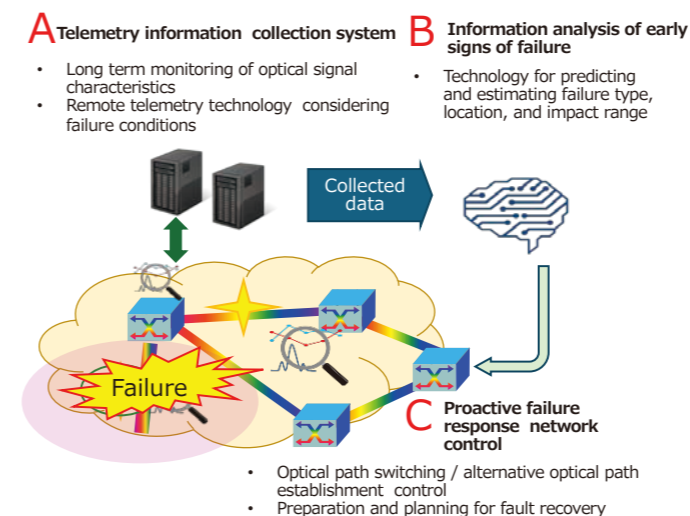 A Telemetry information collection system
• Long term monitoring of optical signal
characteristics
• Remote telemetry technology considering
failure conditions
B Information analysis of early
signs of failure
• Technology for predicting
and estimating failure type,
location, and impact range
Collected
data
Failure
C Proactive failure
response network
control
• Optical path switching / alternative optical path
establishment control
• Preparation and planning for fault recovery